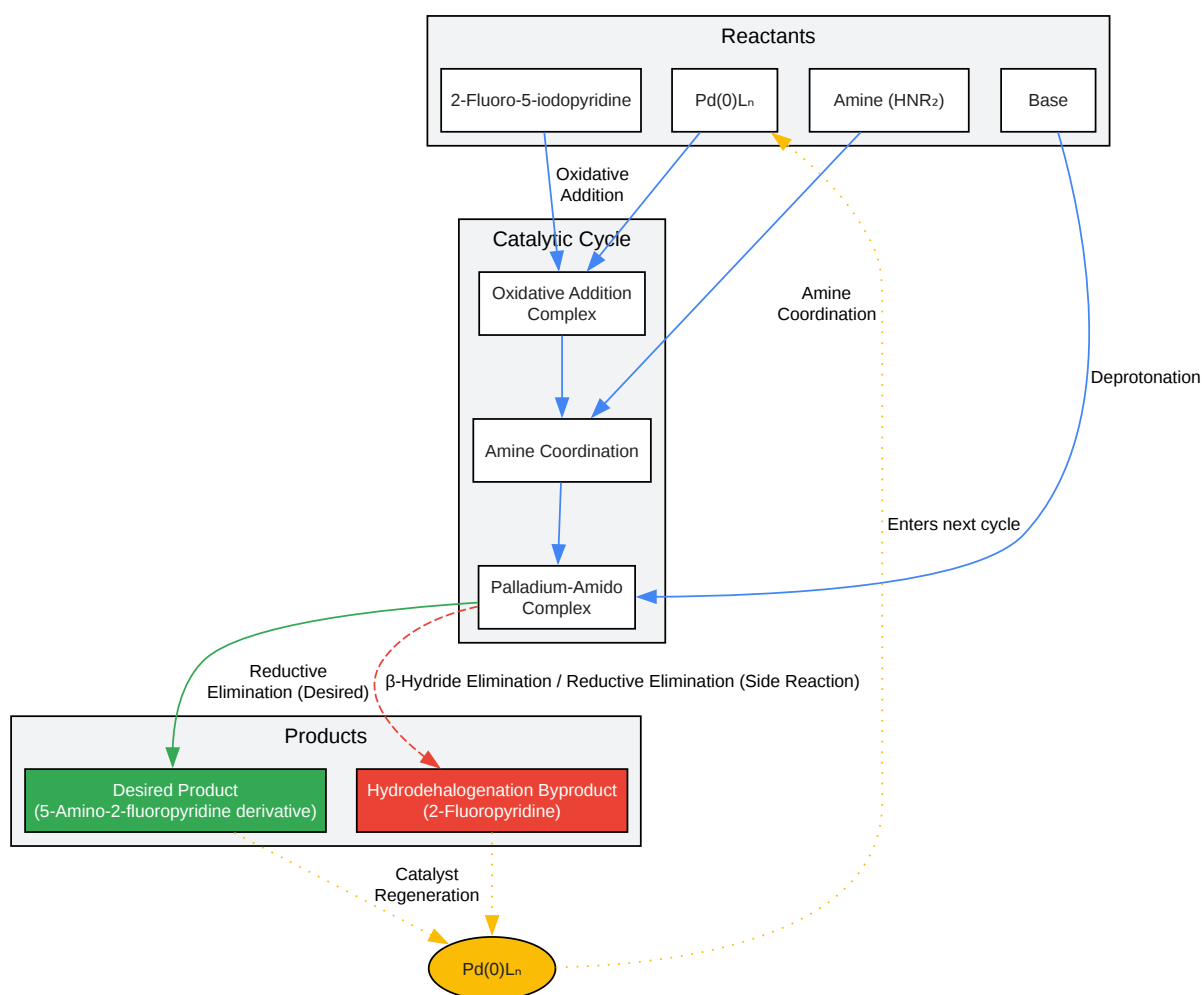 Reactants
2-Fluoro-5-iodopyridine
Pd(0)Lₙ
Amine (HNR₂)
Base
Oxidative
Addition
Catalytic Cycle
Oxidative Addition
Complex
Amine
Coordination
Deprotonation
Amine Coordination
Enters next cycle
Palladium-Amido
Complex
Reductive
Elimination (Desired)
β-Hydride Elimination / Reductive Elimination (Side Reaction)
Products
Desired Product
(5-Amino-2-fluoropyridine derivative)
Hydrodehalogenation Byproduct
(2-Fluoropyridine)
Catalyst
Regeneration
Pd(0)Lₙ